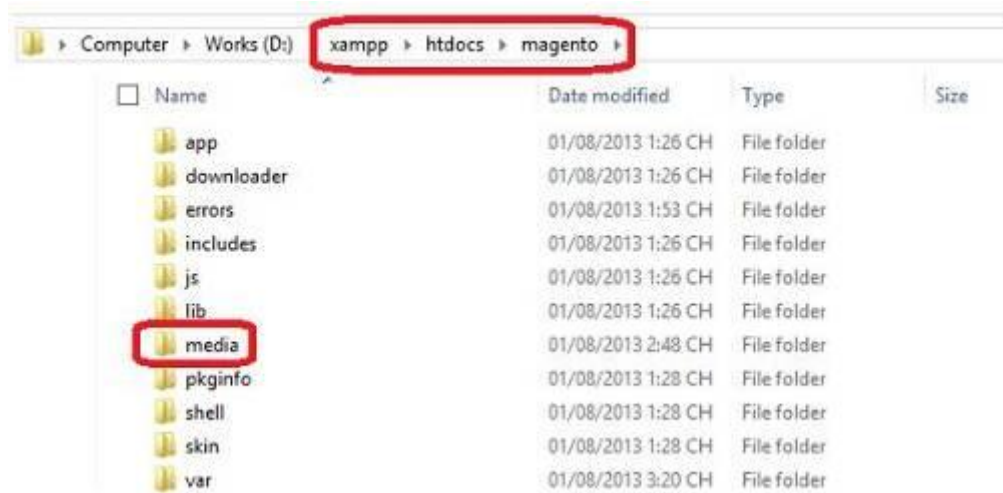 Computer Works (D:) xampp htdocs magento
Name Date modified Type Size
app 01/08/2013 1:26 CH File folder
downloader 01/08/2013 1:26 CH File folder
errors 01/08/2013 1:53 CH File folder
includes 01/08/2013 1:26 CH File folder
js 01/08/2013 1:26 CH File folder
lib 01/08/2013 1:26 CH File folder
media 01/08/2013 2:48 CH File folder
pkginfo 01/08/2013 1:28 CH File folder
shell 01/08/2013 1:28 CH File folder
skin 01/08/2013 1:28 CH File folder
var 01/08/2013 3:20 CH File folder